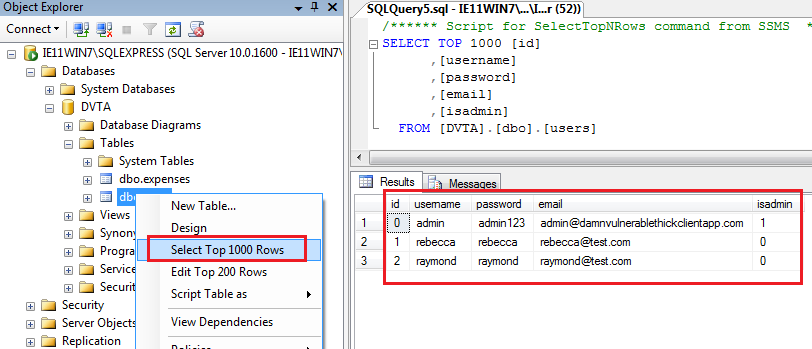 Object Explorer
Connect
IE11WIN7\SQLEXPRESS (SQL Server 10.0.1600 - IE11WIN7\
Databases
System Databases
DVTA
Database Diagrams
Tables
System Tables
dbo.expenses
dbo
Views
Synony
Progra
Service
Securit
Security
Server Objects
Replication
New Table...
Design
Select Top 1000 Rows
Edit Top 200 Rows
Script Table as
View Dependencies
Policies
SQLQuery5.sql - IE11WIN7\...\I...r (52))
/****** Script for SelectTopNRows command from SSMS *
SELECT TOP 1000 [id]
,[username]
,[password]
,[email]
,[isadmin]
FROM [DVTA].[dbo].[users]
Results Messages
id username password email isadmin
1 0 admin admin123 admin@damnvulnerablethickclientapp.com 1
2 1 rebecca rebecca rebecca@test.com 0
3 2 raymond raymond raymond@test.com 0